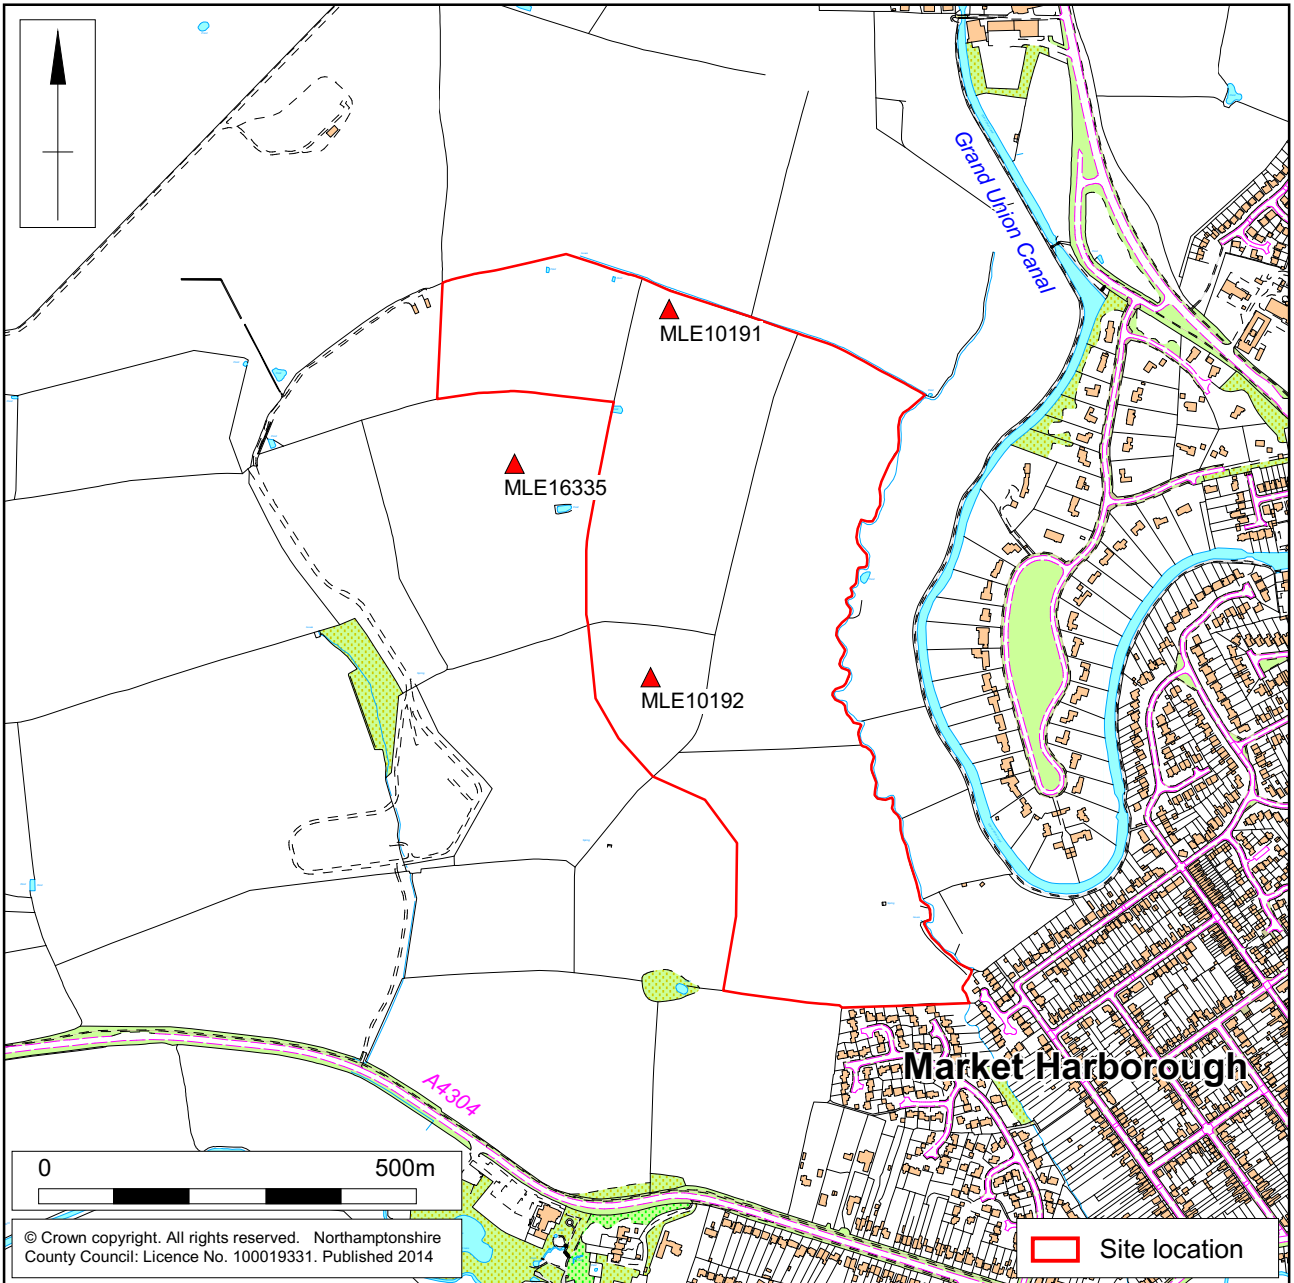 Grand Union Canal
MLE10191
MLE16335
MLE10192
Market Harborough
A4304
0 500m
© Crown copyright. All rights reserved. Northamptonshire
County Council: Licence No. 100019331. Published 2014
Site location